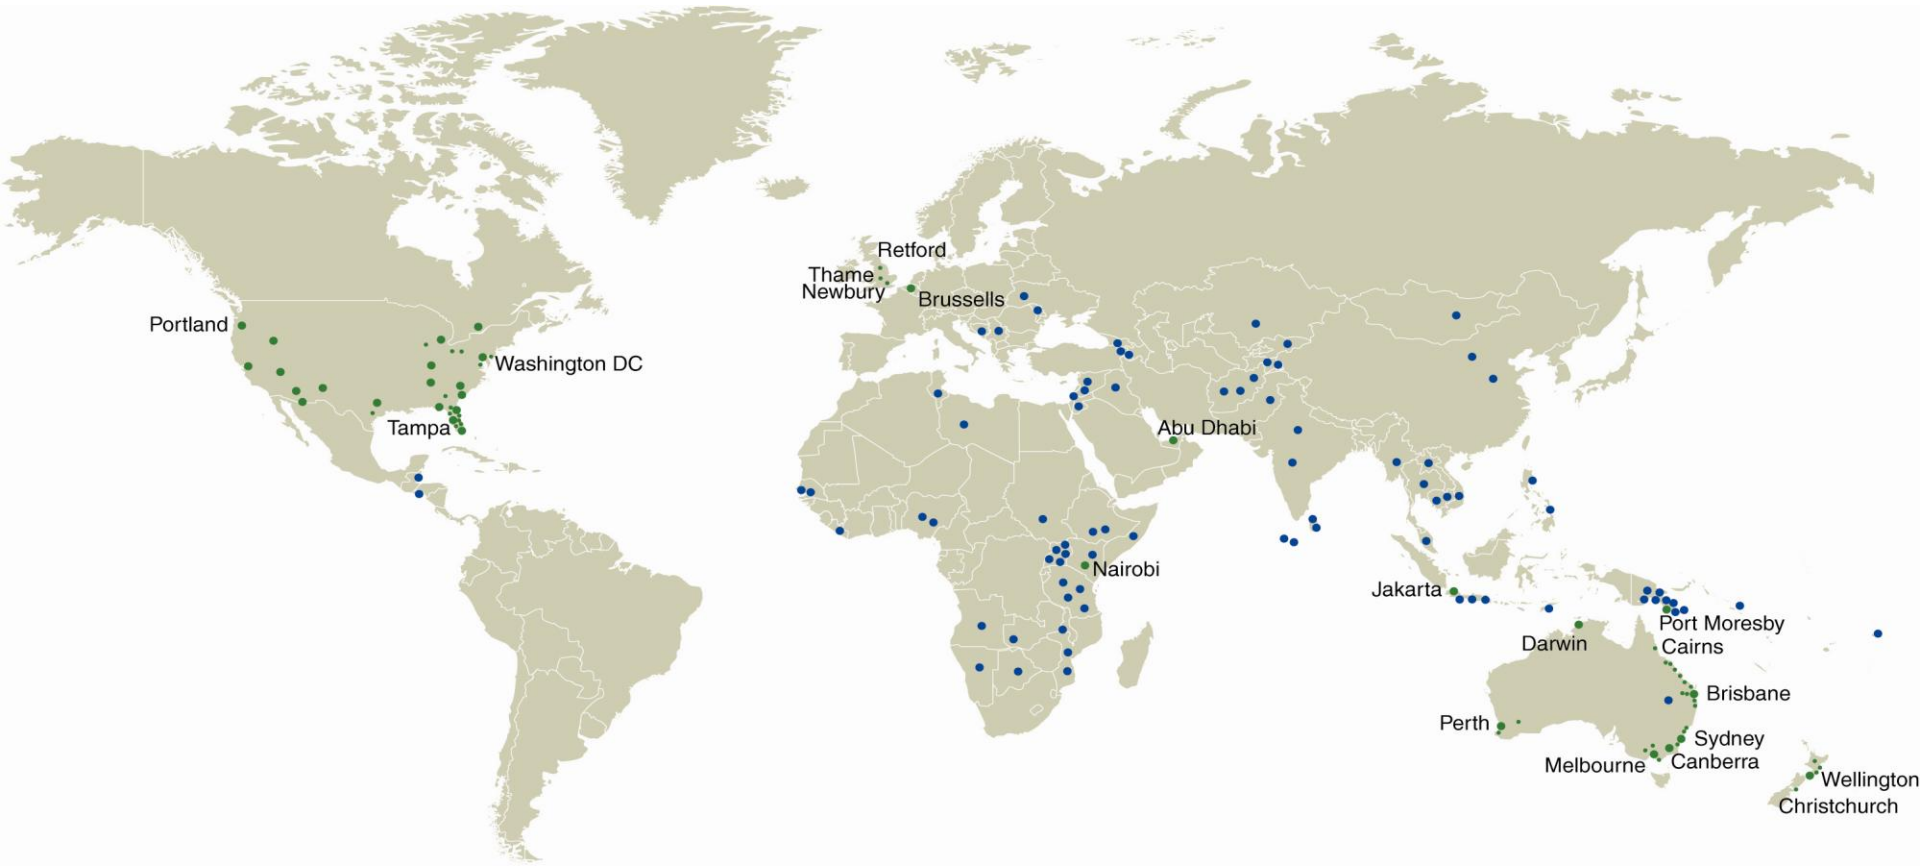 Retford
Thame
Newbury
Brussells
Portland
Washington DC
Tampa
Abu Dhabi
Nairobi
Jakarta
Port Moresby
Darwin
Cairns
Brisbane
Perth
Sydney
Melbourne
Canberra
Wellington
Christchurch